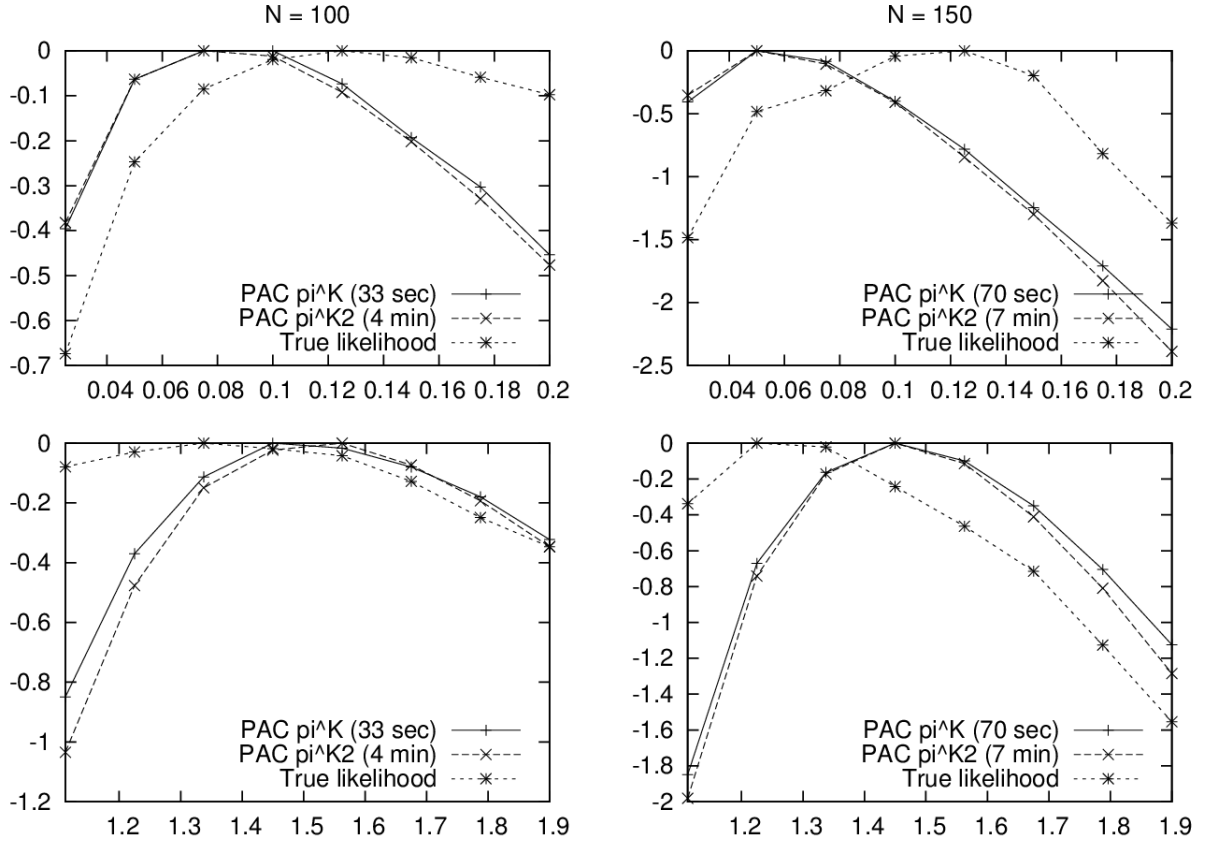 N = 100
0
-0.1
-0.2
-0.3
-0.4
-0.5
-0.6
-0.7
PAC pi^K (33 sec)
PAC pi^K2 (4 min)
True likelihood
0.04 0.06 0.08 0.1 0.12 0.14 0.16 0.18 0.2
N = 150
0
-0.5
-1
-1.5
-2
-2.5
PAC pi^K (70 sec)
PAC pi^K2 (7 min)
True likelihood
0.04 0.06 0.08 0.1 0.12 0.14 0.16 0.18 0.2
0
-0.2
-0.4
-0.6
-0.8
-1
-1.2
PAC pi^K (33 sec)
PAC pi^K2 (4 min)
True likelihood
1.2 1.3 1.4 1.5 1.6 1.7 1.8 1.9
0
-0.2
-0.4
-0.6
-0.8
-1
-1.2
-1.4
-1.6
-1.8
-2
PAC pi^K (70 sec)
PAC pi^K2 (7 min)
True likelihood
1.2 1.3 1.4 1.5 1.6 1.7 1.8 1.9